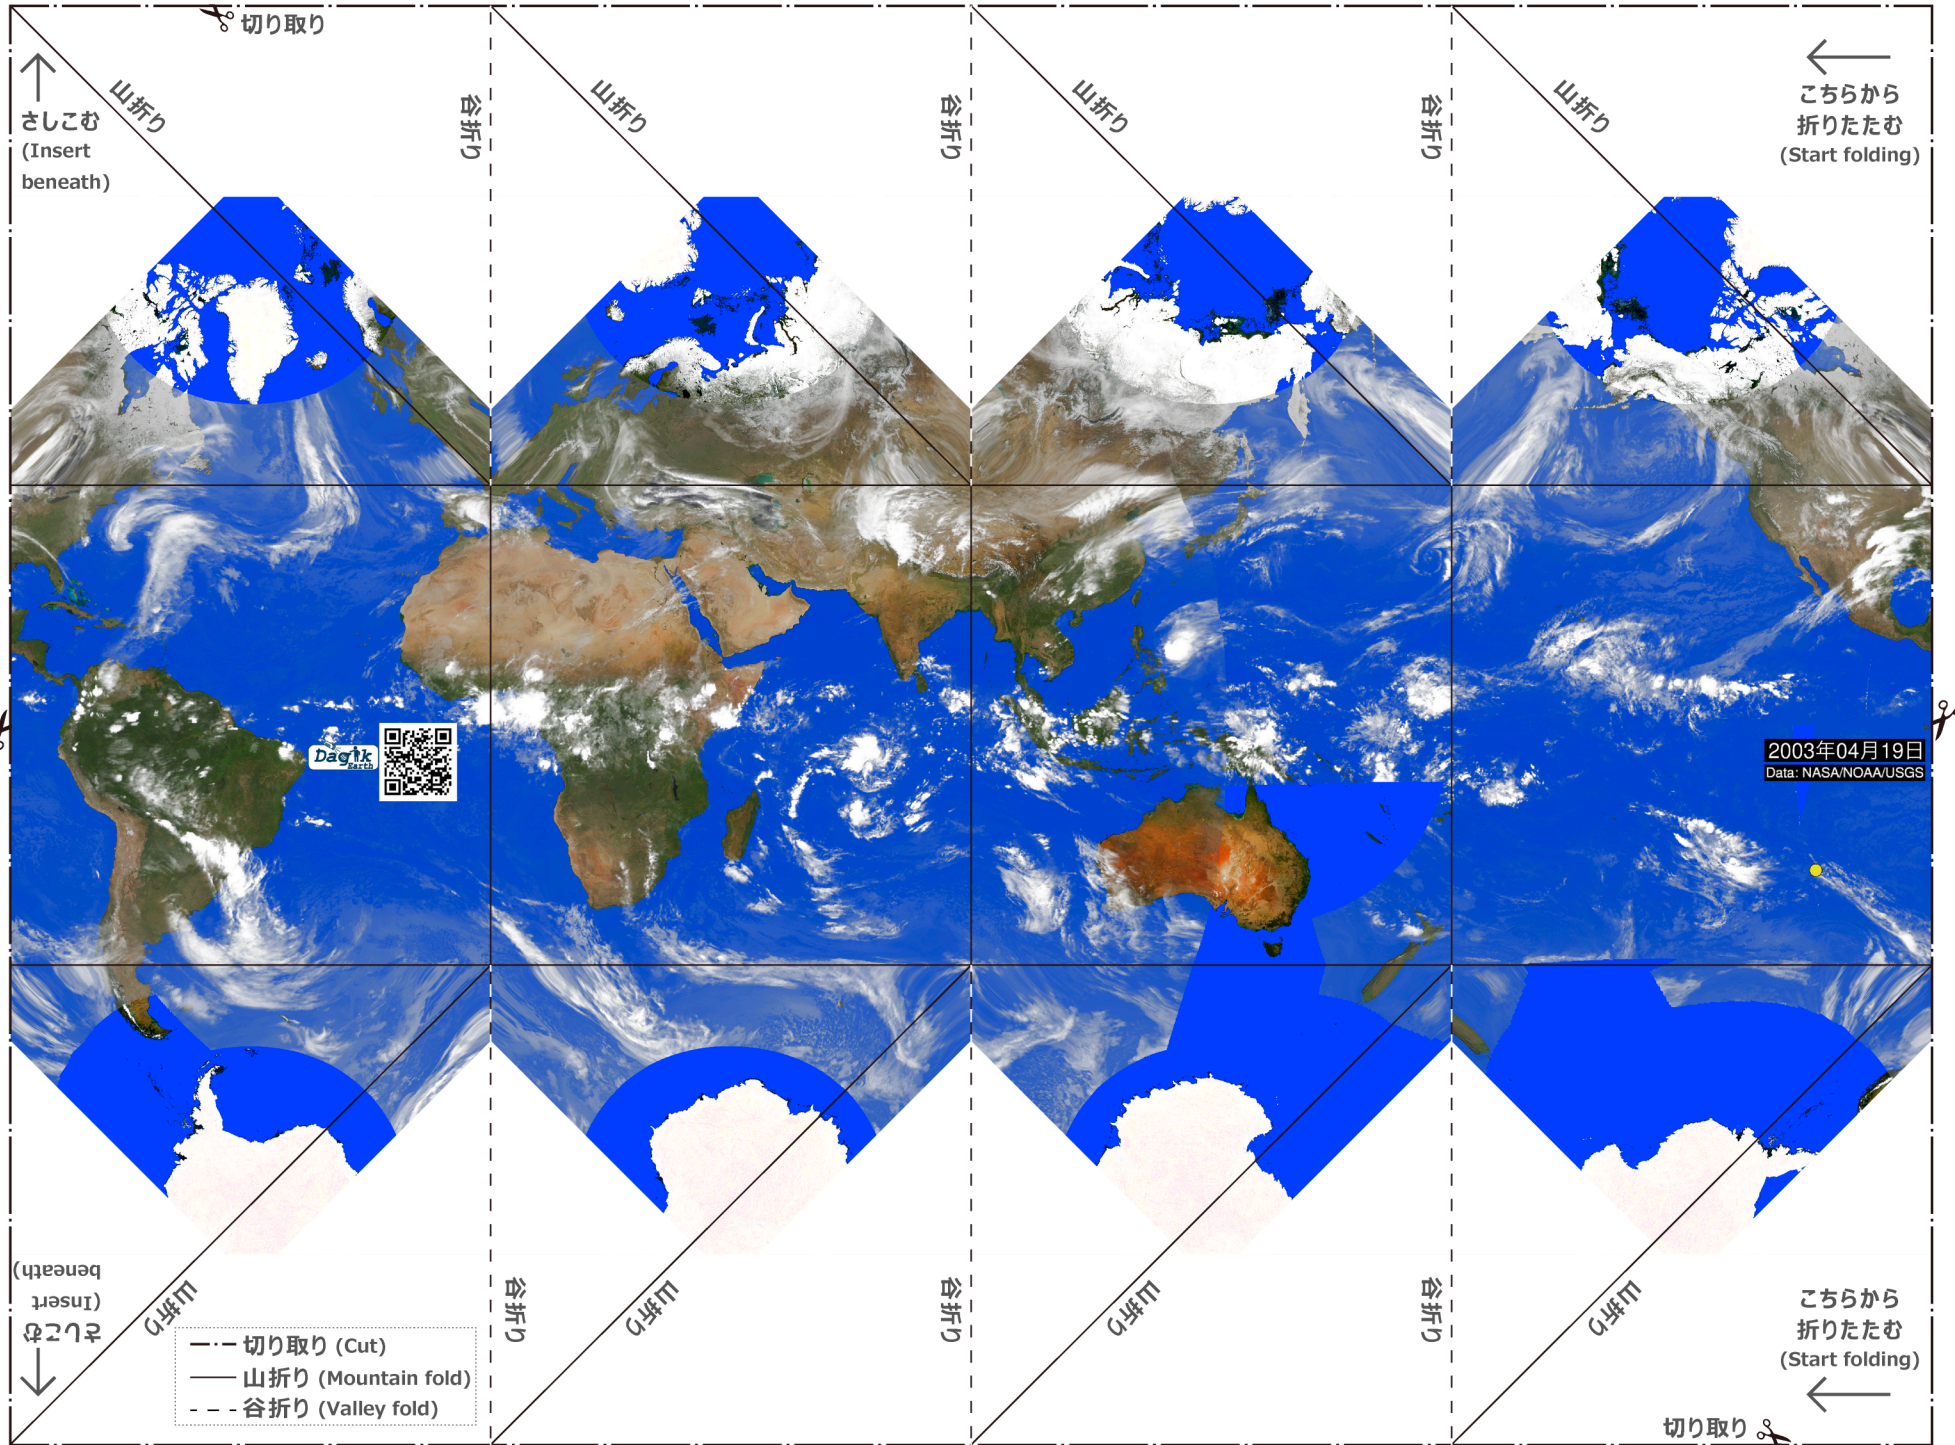 切り取り
さしこむ
(Insert
beneath)
山折り
谷折り
山折り
谷折り
山折り
谷折り
山折り
こちらから
折りたたむ
(Start folding)
Dagik
Earth
2003年04月19日
Data: NASA/NOAA/USGS
さしこむ
(Insert
beneath)
山折り
谷折り
山折り
谷折り
山折り
谷折り
山折り
こちらから
折りたたむ
(Start folding)
切り取り (Cut)
山折り (Mountain fold)
谷折り (Valley fold)
切り取り